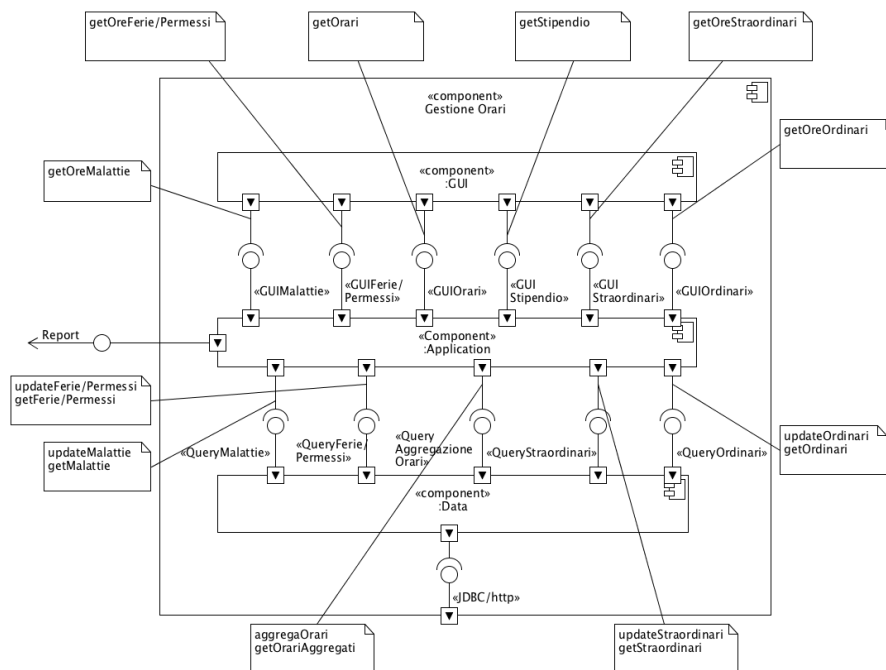 getOreFerie/Permessi
getOrari
getStipendio
getOreStraordinari
«component»
Gestione Orari
getOreOrdinari
getOreMalattie
«component»
:GUI
«GUIMalattie»
«GUIFerie/
Permessi»
«GUIOrari»
«GUI
Stipendio»
«GUI
Straordinari»
«GUIOrdinari»
Report
«Component»
:Application
updateFerie/Permessi
getFerie/Permessi
updateMalattie
getMalattie
«QueryMalattie»
«QueryFerie/
Permessi»
«Query
Aggregazione
Orari»
«QueryStraordinari»
«QueryOrdinari»
updateOrdinari
getOrdinari
«component»
:Data
«JDBC/http»
aggregaOrari
getOrariAggregati
updateStraordinari
getStraordinari